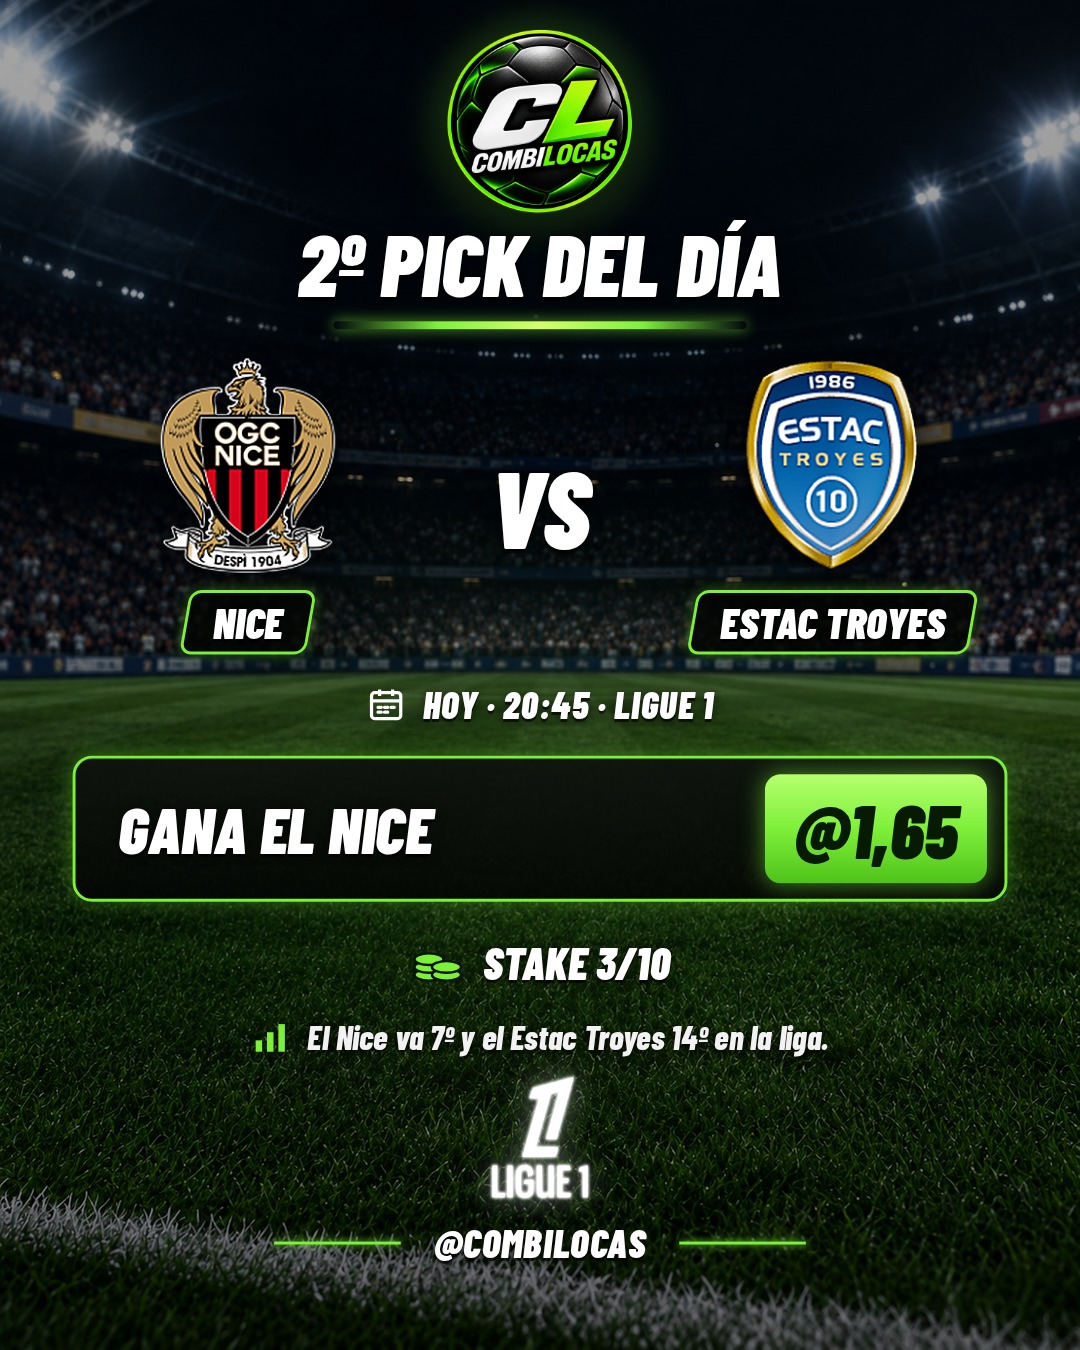 CL
COMBILOCAS
2º PICK DEL DÍA
OGC
NICE
DESPÌ 1904
1986
ESTAC
TROYES
10
VS
NICE
ESTAC TROYES
HOY · 20:45 · LIGUE 1
GANA EL NICE
@1,65
STAKE 3/10
El Nice va 7º y el Estac Troyes 14º en la liga.
LIGUE 1
@COMBILOCAS